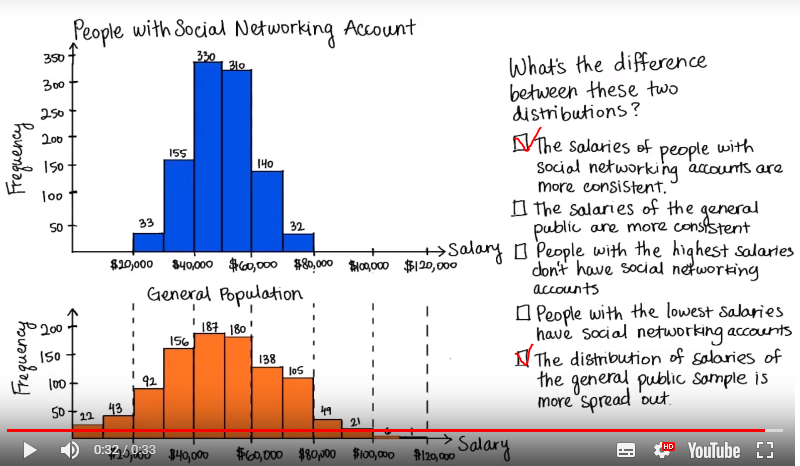 People with Social Networking Account
Frequency
350
300
250
200
150
100
50
33
155
330
310
140
32
$20,000
$40,000
$60,000
$80,000
$100,000
$120,000
Salary
General Population
Frequency
200
150
100
50
22
43
92
156
187
180
138
105
49
21
$20,000
$40,000
$60,000
$80,000
$100,000
$120,000
Salary
What's the difference
between these two
distributions?
The salaries of people with
social networking accounts are
more consistent.
The salaries of the general
public are more consistent
People with the highest salaries
don't have social networking
accounts
People with the lowest salaries
have social networking accounts
The distribution of salaries of
the general public sample is
more spread out.
0:32 / 0:33
HD
YouTube